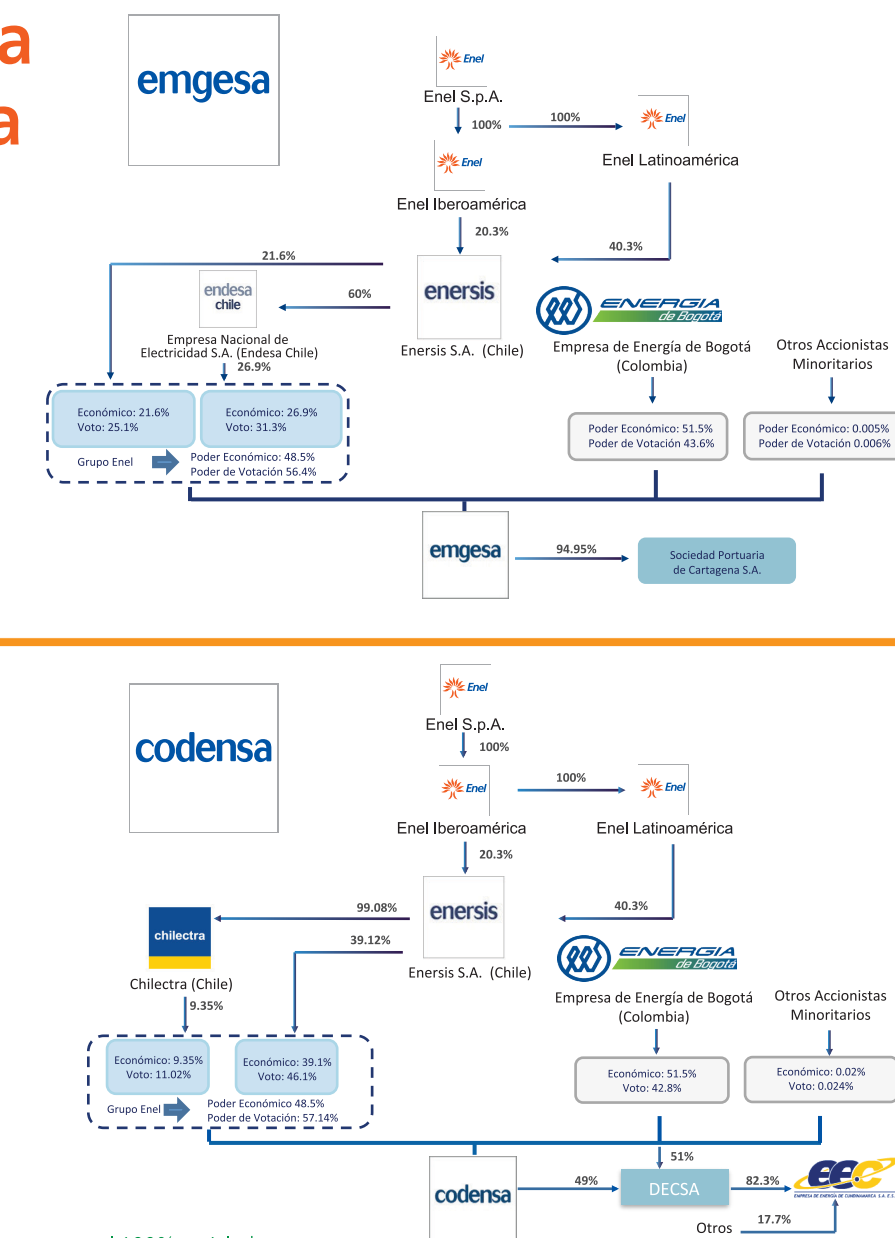 a
a
emgesa
Enel
Enel S.p.A.
100%
100%
Enel
Enel Latinoamérica
Enel
Enel Iberoamérica
20.3%
40.3%
21.6%
endesa
chile
60%
enersis
ENERGIA
de Bogotá
Empresa Nacional de
Electricidad S.A. (Endesa Chile)
26.9%
Enersis S.A. (Chile)
Empresa de Energía de Bogotá
(Colombia)
Otros Accionistas
Minoritarios
Económico: 21.6%
Voto: 25.1%
Económico: 26.9%
Voto: 31.3%
Grupo Enel
Poder Económico: 48.5%
Poder de Votación 56.4%
Poder Económico: 51.5%
Poder de Votación 43.6%
Poder Económico: 0.005%
Poder de Votación 0.006%
emgesa
94.95%
Sociedad Portuaria
de Cartagena S.A.
codensa
Enel
Enel S.p.A.
100%
Enel
Enel Iberoamérica
100%
Enel
Enel Latinoamérica
20.3%
40.3%
99.08%
39.12%
enersis
Enersis S.A. (Chile)
chilectra
Chilectra (Chile)
9.35%
ENERGIA
de Bogotá
Empresa de Energía de Bogotá
(Colombia)
Otros Accionistas
Minoritarios
Económico: 9.35%
Voto: 11.02%
Económico: 39.1%
Voto: 46.1%
Grupo Enel
Poder Económico 48.5%
Poder de Votación: 57.14%
Económico: 51.5%
Voto: 42.8%
Económico: 0.02%
Voto: 0.024%
codensa
49%
51%
DECSA
82.3%
eec
EMPRESA DE ENERGÍA DE CUNDINAMARCA S.A. E.S.
Otros
17.7%